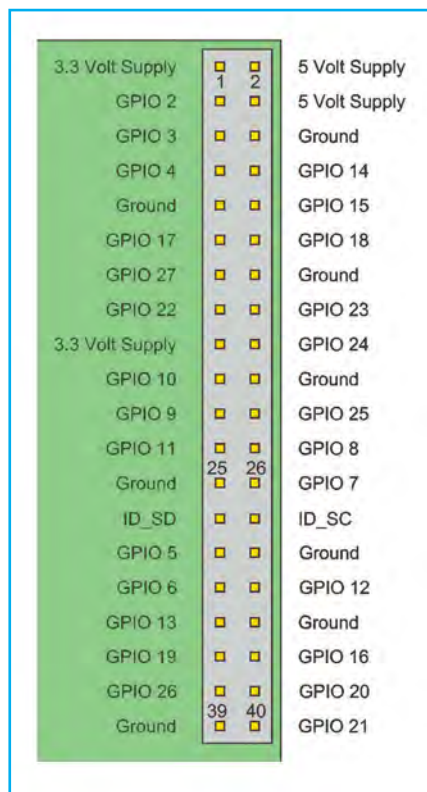 3.3 Volt Supply 5 Volt Supply
1 2
GPIO 2 5 Volt Supply
GPIO 3 Ground
GPIO 4 GPIO 14
Ground GPIO 15
GPIO 17 GPIO 18
GPIO 27 Ground
GPIO 22 GPIO 23
3.3 Volt Supply GPIO 24
GPIO 10 Ground
GPIO 9 GPIO 25
GPIO 11 GPIO 8
25 26
Ground GPIO 7
ID_SD ID_SC
GPIO 5 Ground
GPIO 6 GPIO 12
GPIO 13 Ground
GPIO 19 GPIO 16
GPIO 26 GPIO 20
39 40
Ground GPIO 21